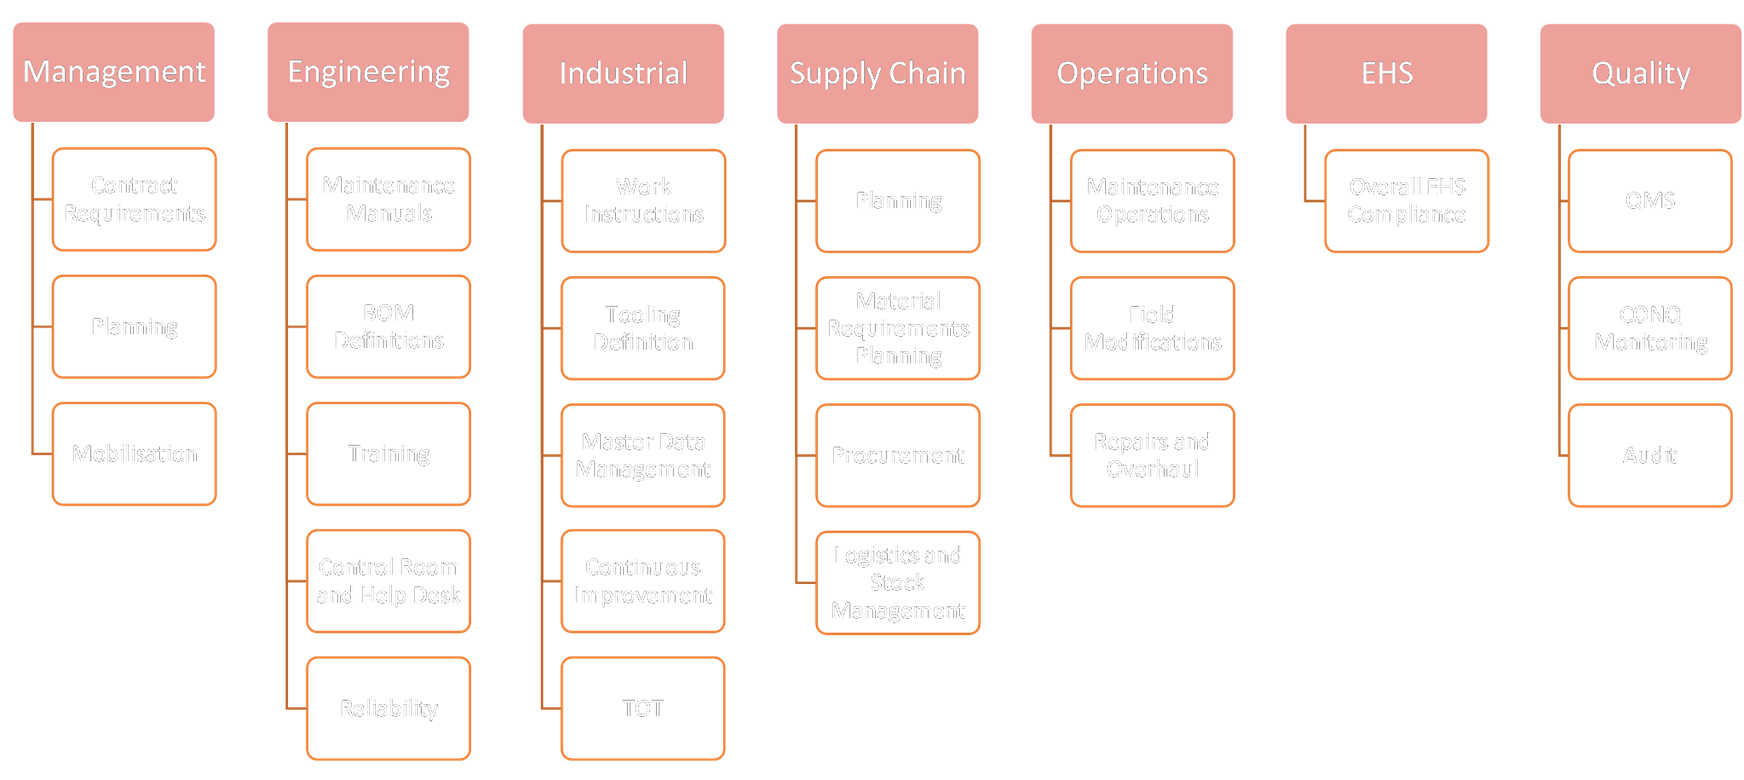 Management
Contract
Requirements
Planning
Mobilisation
Engineering
Maintenance
Manuals
BOM
Definitions
Training
Control Room
and Help Desk
Reliability
Industrial
Work
Instructions
Tooling
Definition
Master Data
Management
Continuous
Improvement
TOT
Supply Chain
Planning
Material
Requirements
Planning
Procurement
Logistics and
Stock
Management
Operations
Maintenance
Operations
Field
Modifications
Repairs and
Overhaul
EHS
Overall EHS
Compliance
Quality
QMS
CONQ
Monitoring
Audit